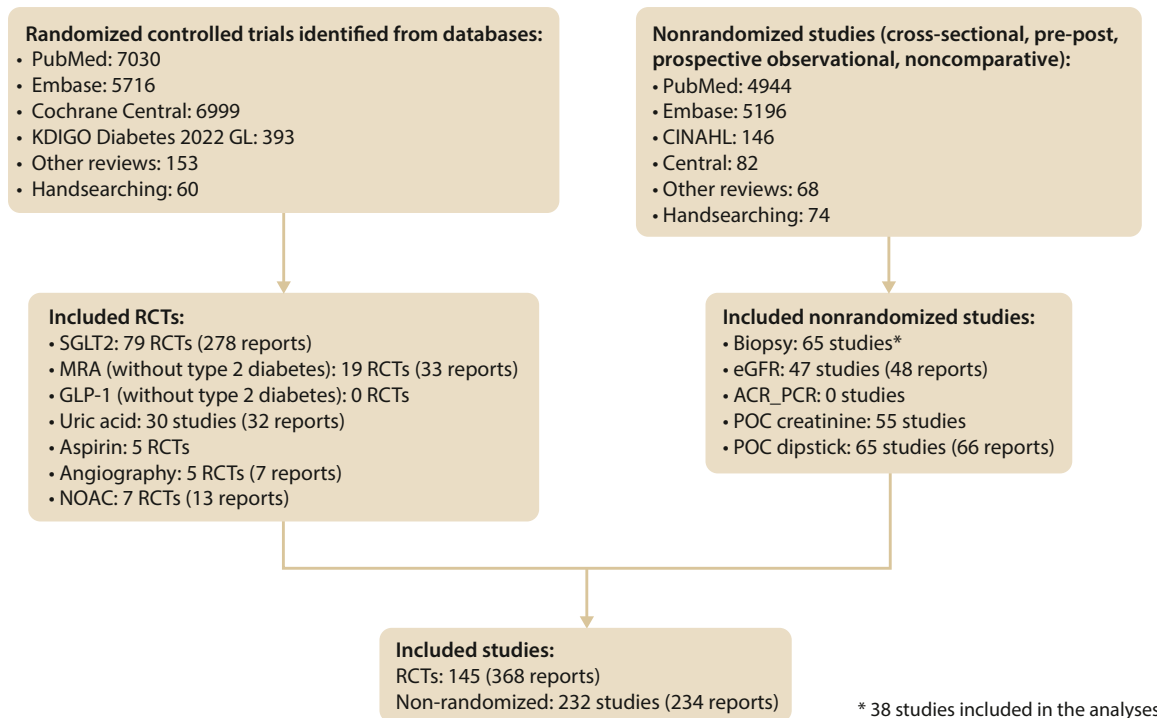 Randomized controlled trials identified from databases:
• PubMed: 7030
• Embase: 5716
• Cochrane Central: 6999
• KDIGO Diabetes 2022 GL: 393
• Other reviews: 153
• Handsearching: 60
Nonrandomized studies (cross-sectional, pre-post,
prospective observational, noncomparative):
• PubMed: 4944
• Embase: 5196
• CINAHL: 146
• Central: 82
• Other reviews: 68
• Handsearching: 74
Included RCTs:
• SGLT2: 79 RCTs (278 reports)
• MRA (without type 2 diabetes): 19 RCTs (33 reports)
• GLP-1 (without type 2 diabetes): 0 RCTs
• Uric acid: 30 studies (32 reports)
• Aspirin: 5 RCTs
• Angiography: 5 RCTs (7 reports)
• NOAC: 7 RCTs (13 reports)
Included nonrandomized studies:
• Biopsy: 65 studies*
• eGFR: 47 studies (48 reports)
• ACR_PCR: 0 studies
• POC creatinine: 55 studies
• POC dipstick: 65 studies (66 reports)
Included studies:
RCTs: 145 (368 reports)
Non-randomized: 232 studies (234 reports)
* 38 studies included in the analyses